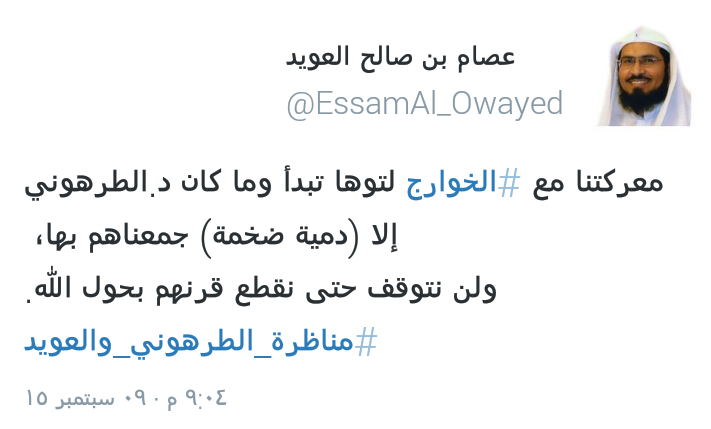 عصام بن صالح العويد
@EssamAl_Owayed
معركتنا مع #الخوارج لتوها تبدأ وما كان د.الطرهوني
إلا (دمية ضخمة) جمعناهم بها،
ولن نتوقف حتى نقطع قرنهم بحول الله.
#مناظرة_الطرهوني_والعويد
٩:٠٤ م · ٠٩ سبتمبر ١٥